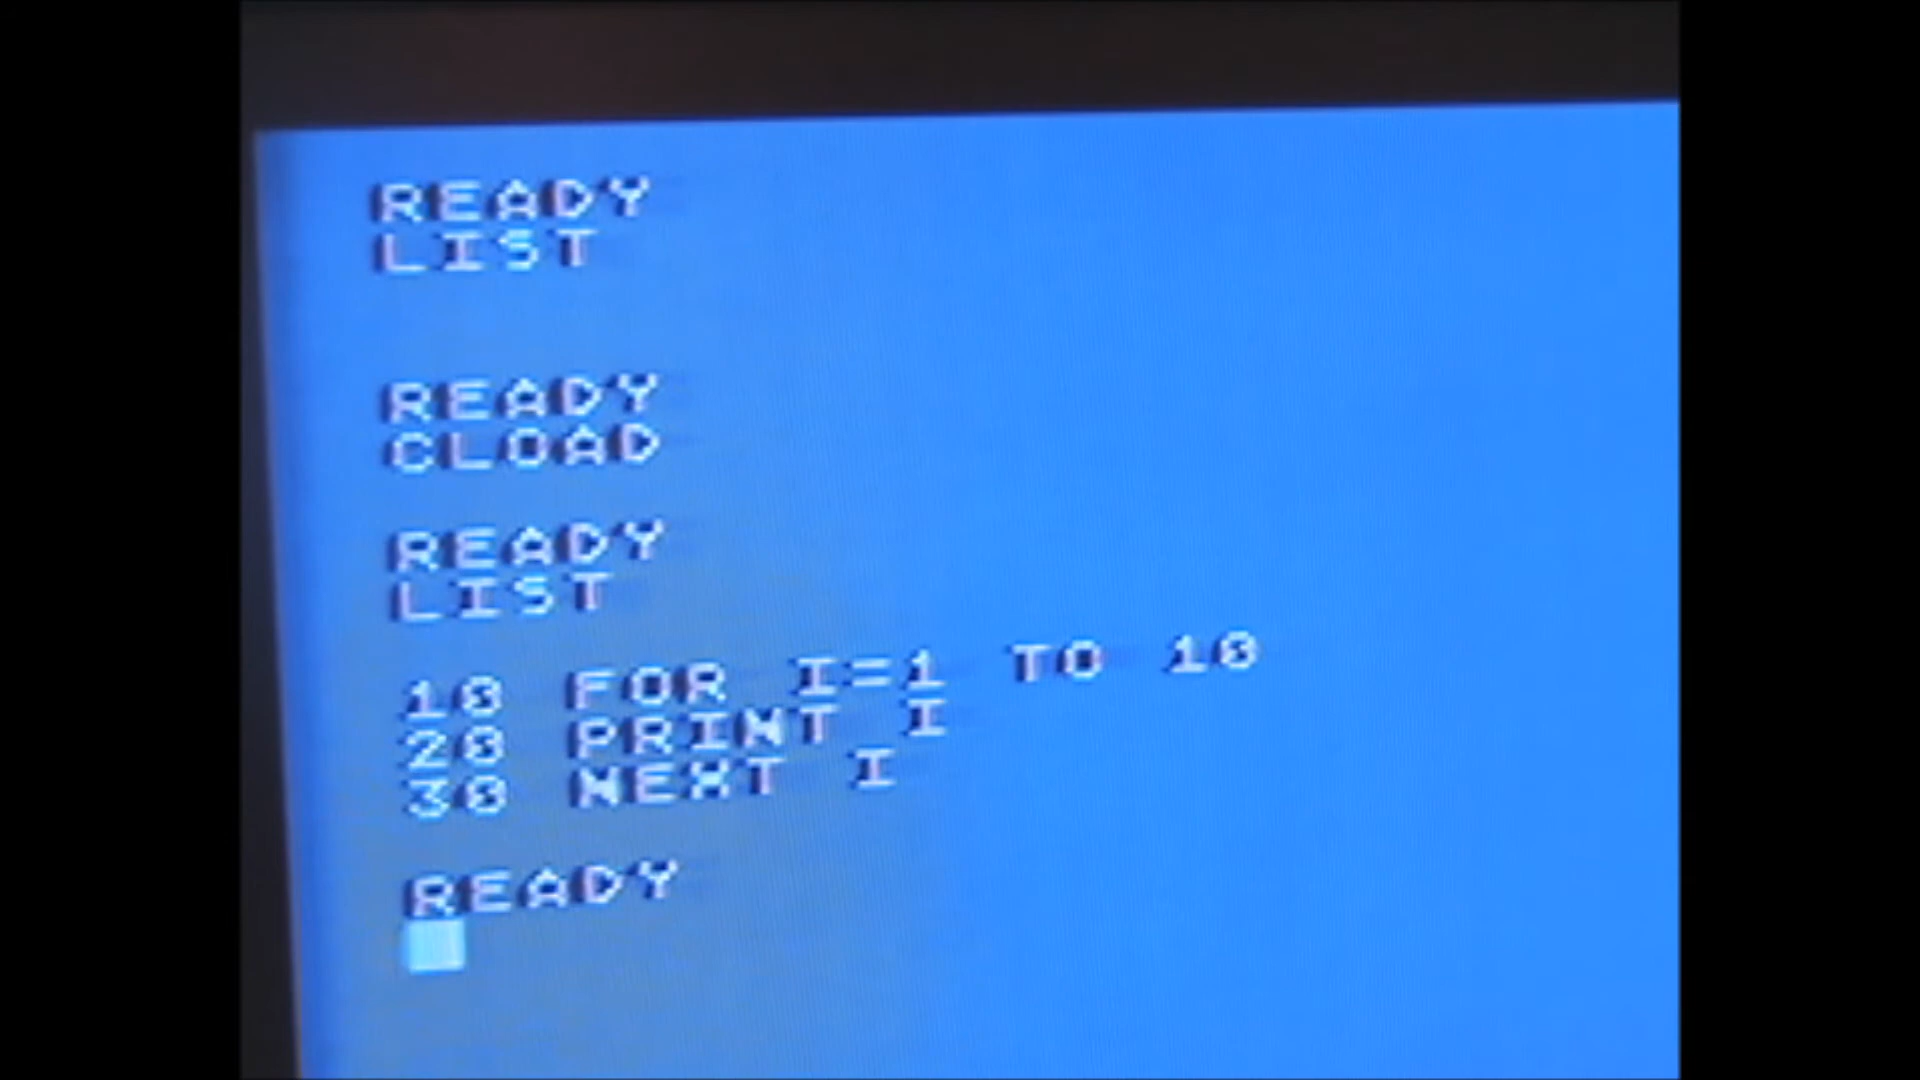 READY
LIST
READY
CLOAD
READY
LIST
10 FOR I=1 TO 10
20 PRINT I
30 NEXT I
READY